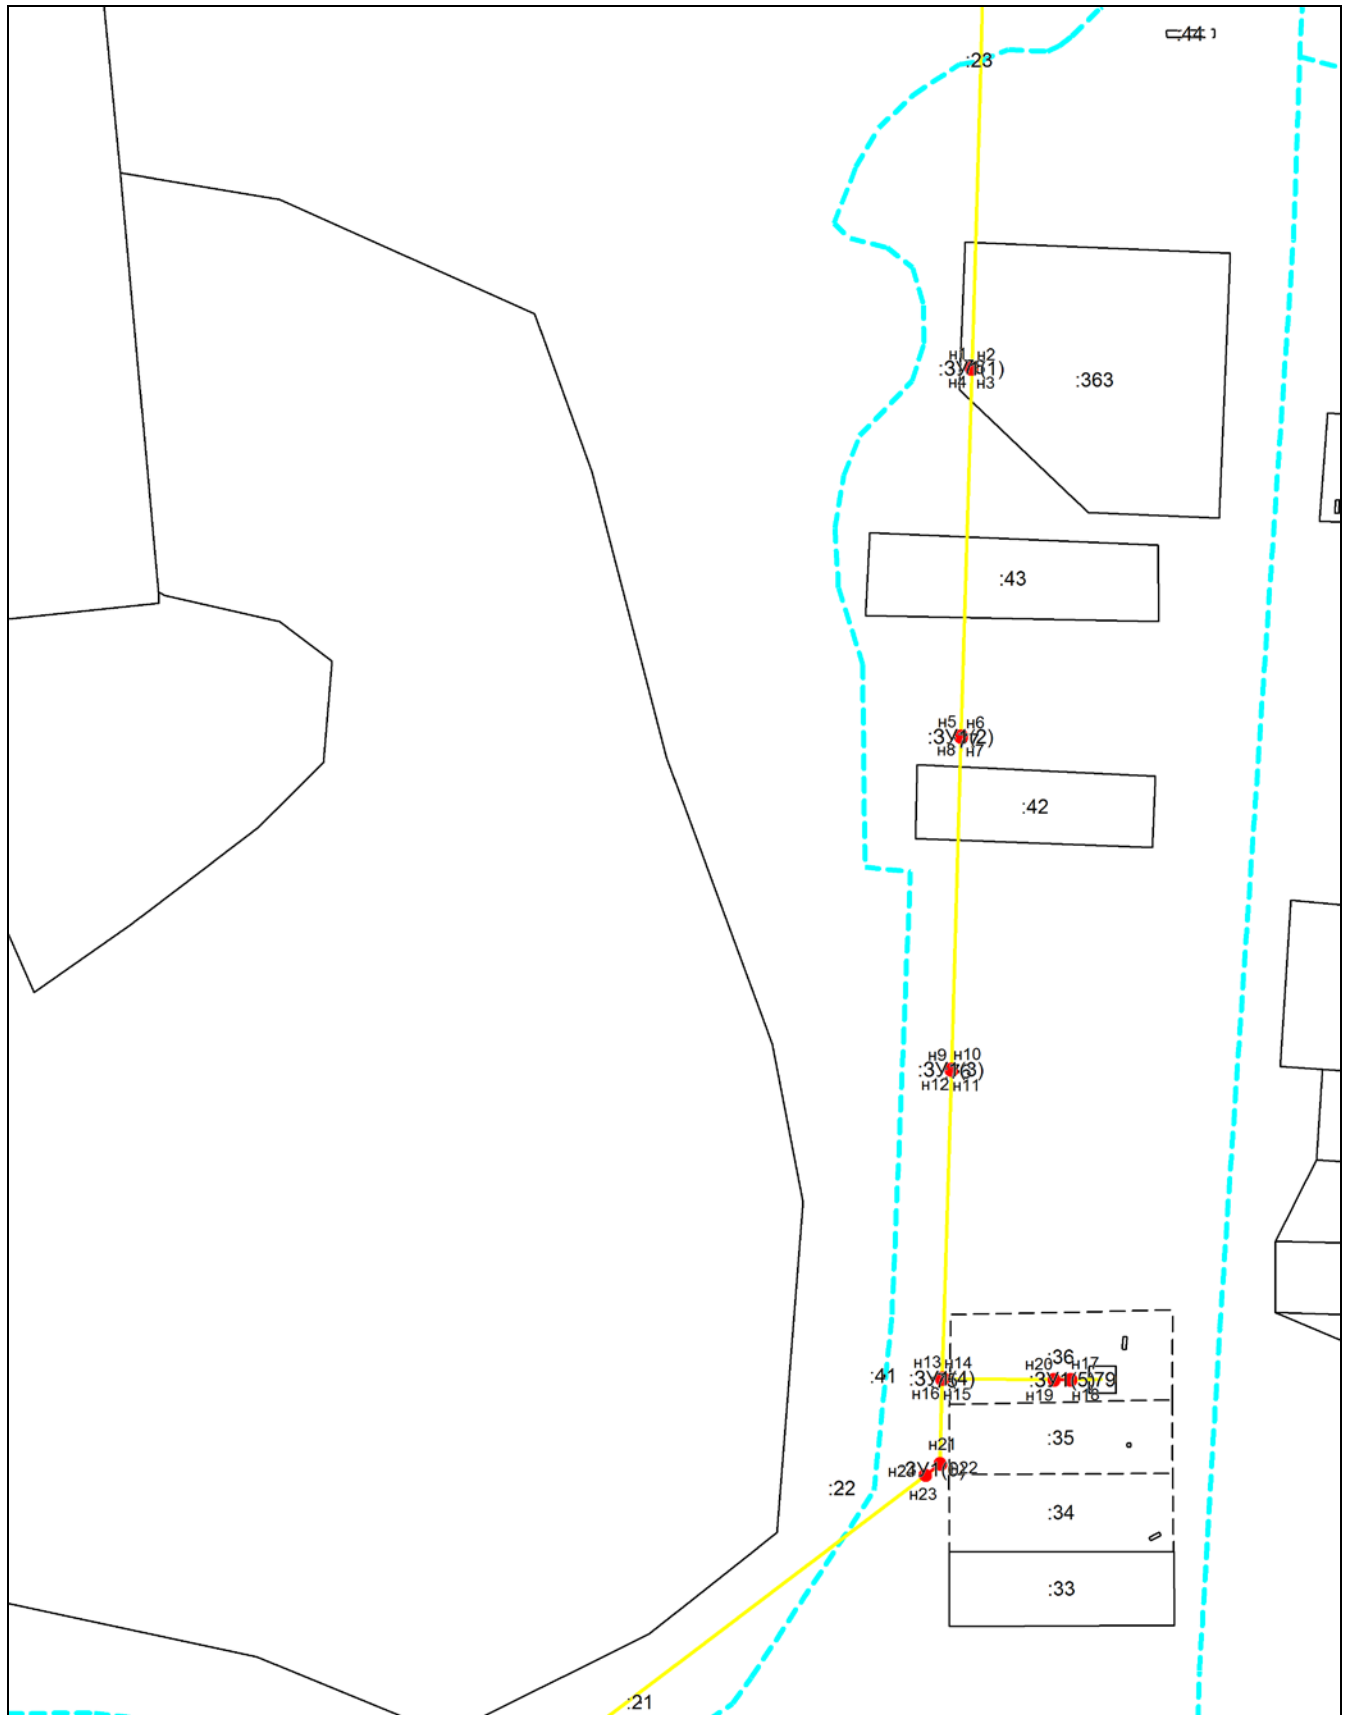 :44
:23
н1 н2
:ЗУ1(1)
н4 н3
:363
:43
н5 н6
:ЗУ1(2)
н8 н7
:42
н9 н10
:ЗУ1(3)
н12 н11
:36
н13 н14 н20 н17
:41 :ЗУ1(4) :ЗУ1(5) 79
н16 н15 н19 н18
:35
н21
н24 :ЗУ1(6) н22
:22 н23
:34
:33
:21